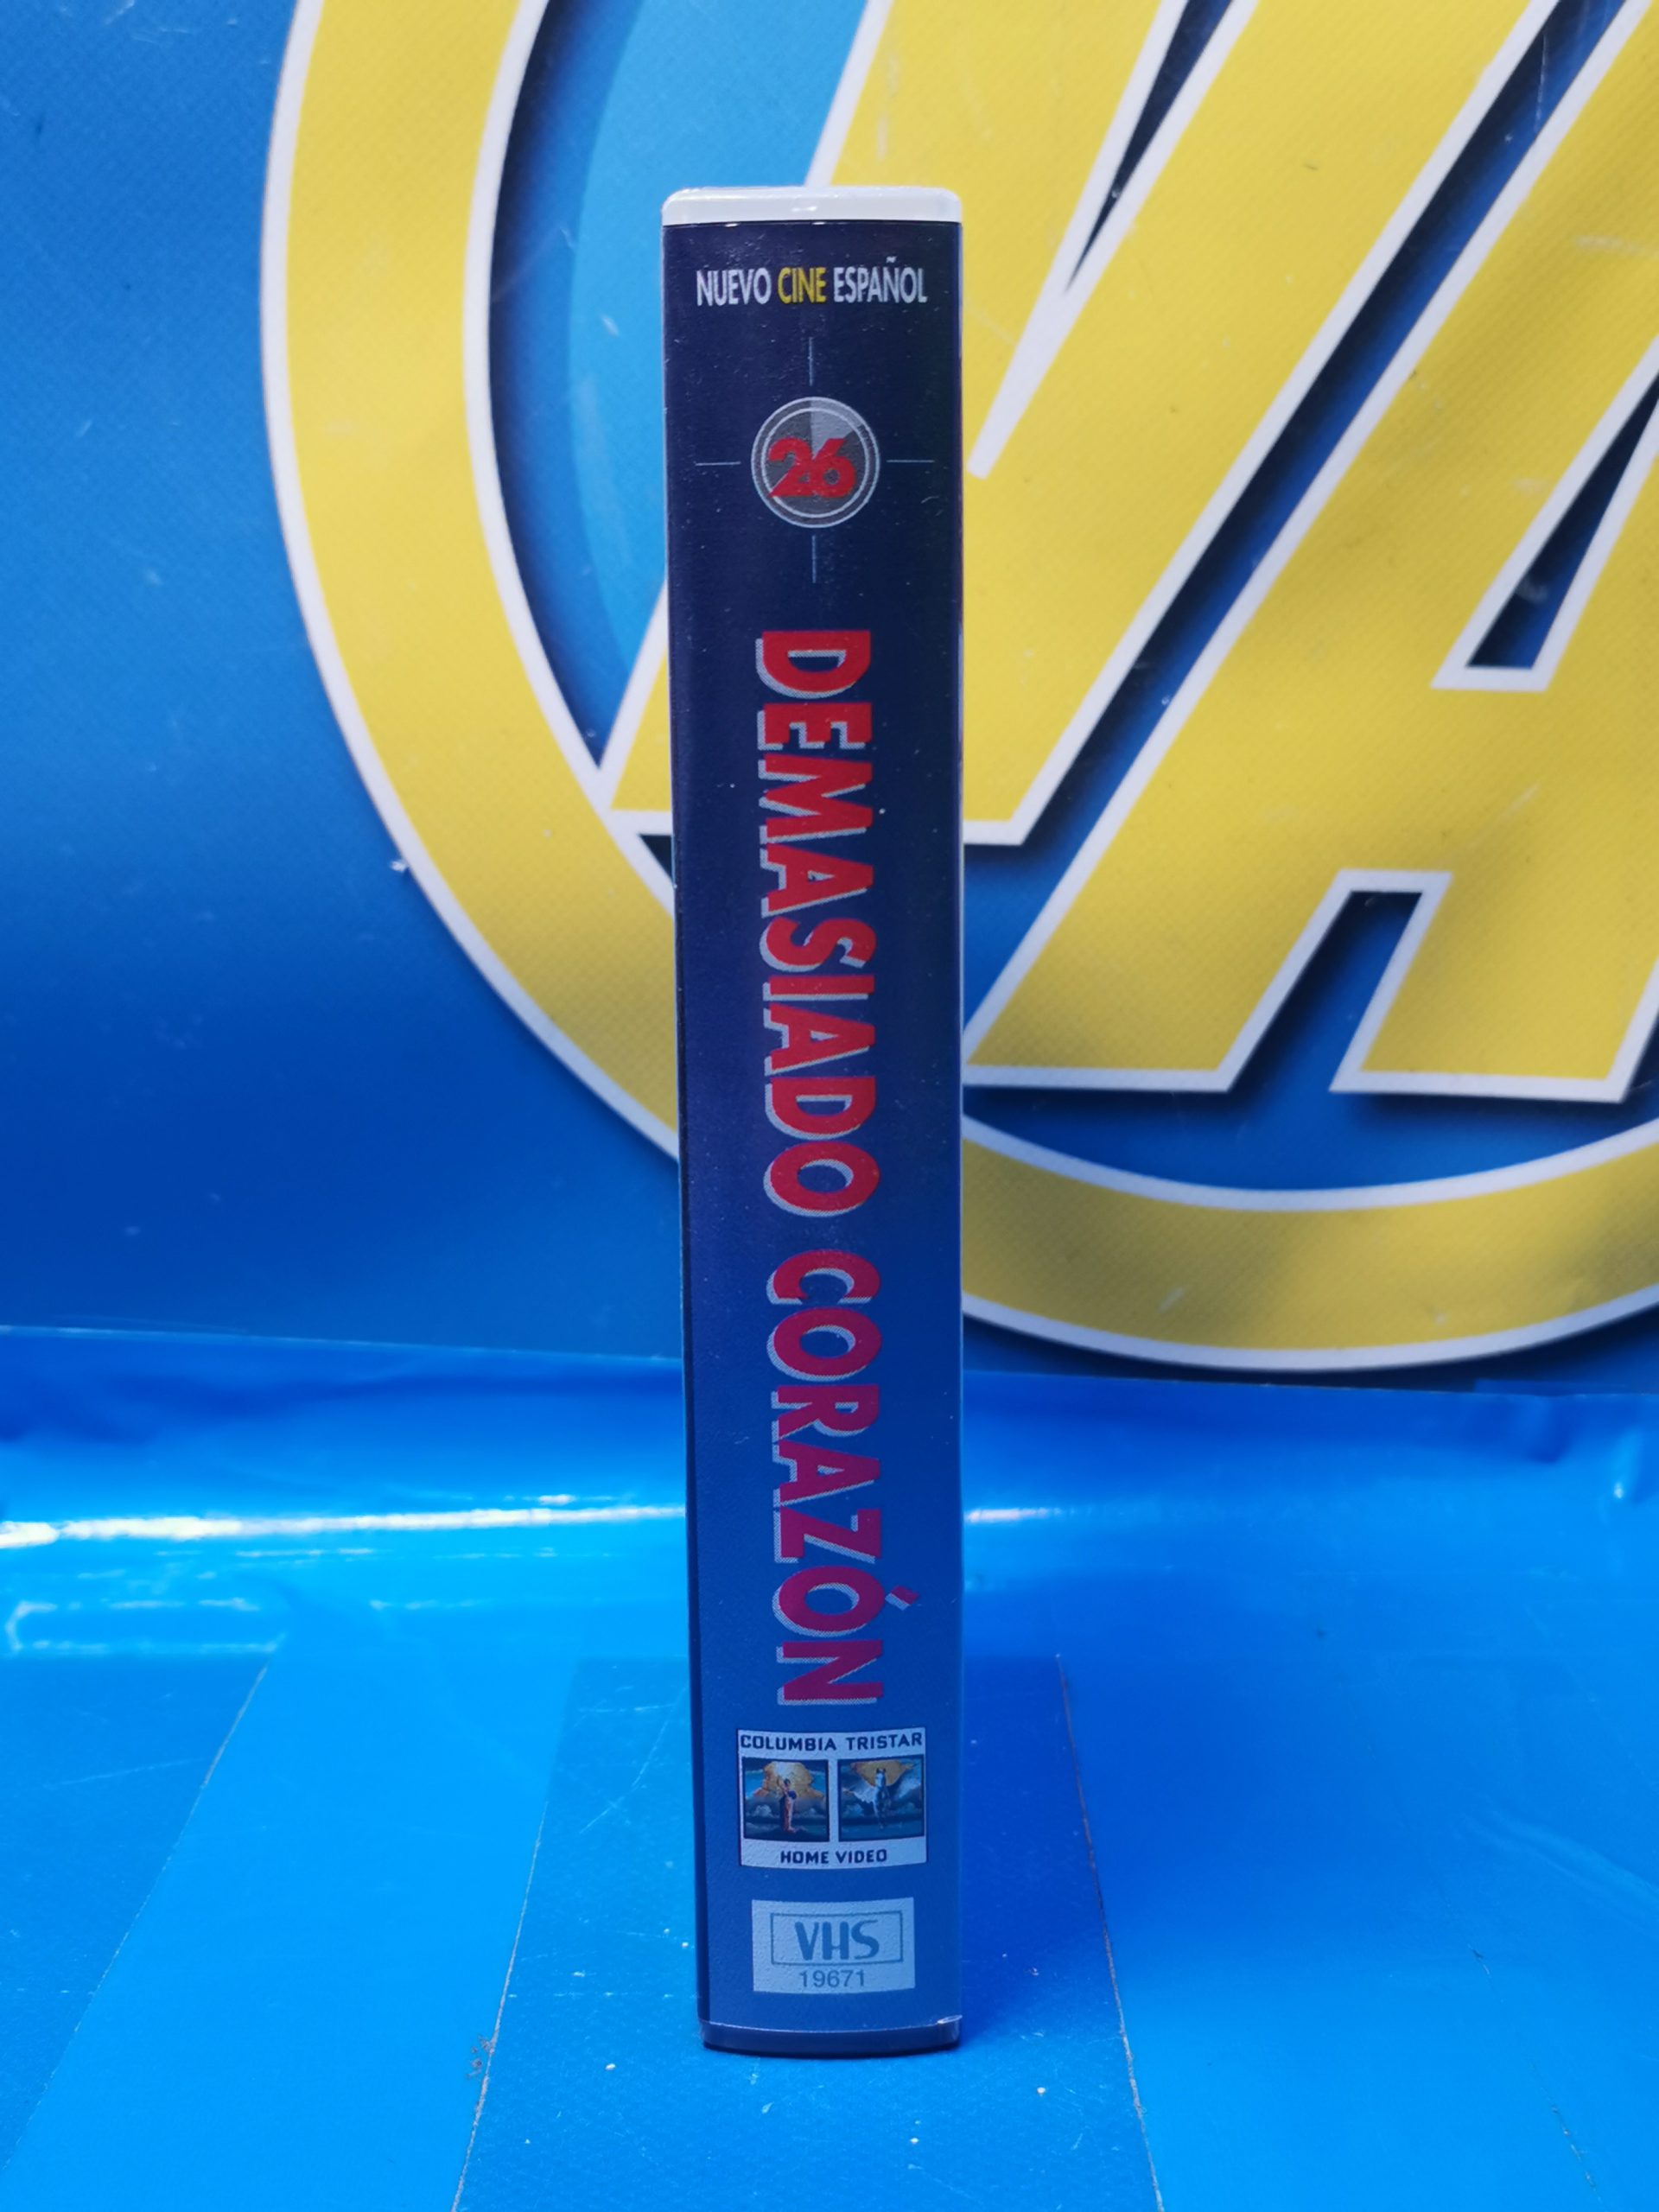 NUEVO CINE ESPAÑOL
26
DEMASIADO CORAZÓN
COLUMBIA TRISTAR
HOME VIDEO
VHS
19671